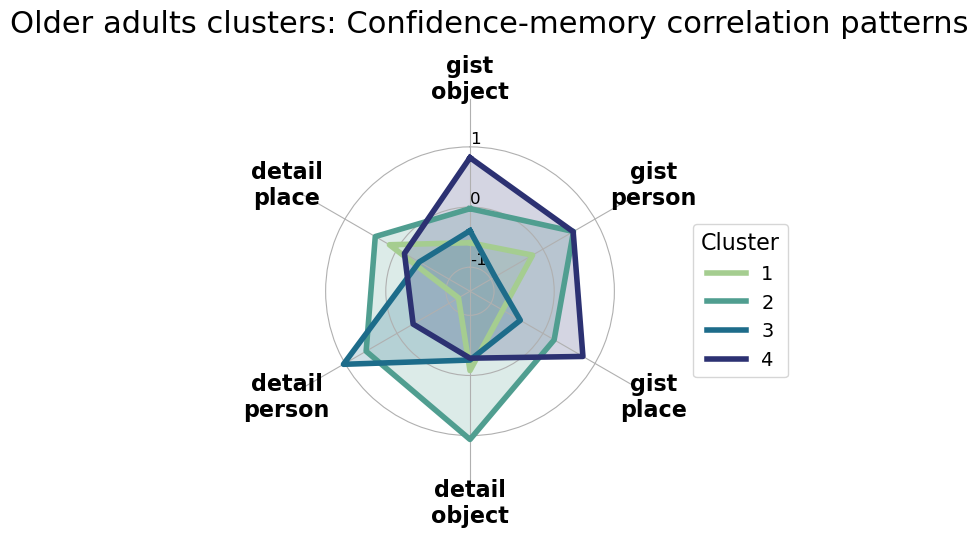 Older adults clusters: Confidence-memory correlation patterns
gist
object
1
detail
place
gist
person
0
Cluster
-1
1
2
3
4
detail
person
gist
place
detail
object